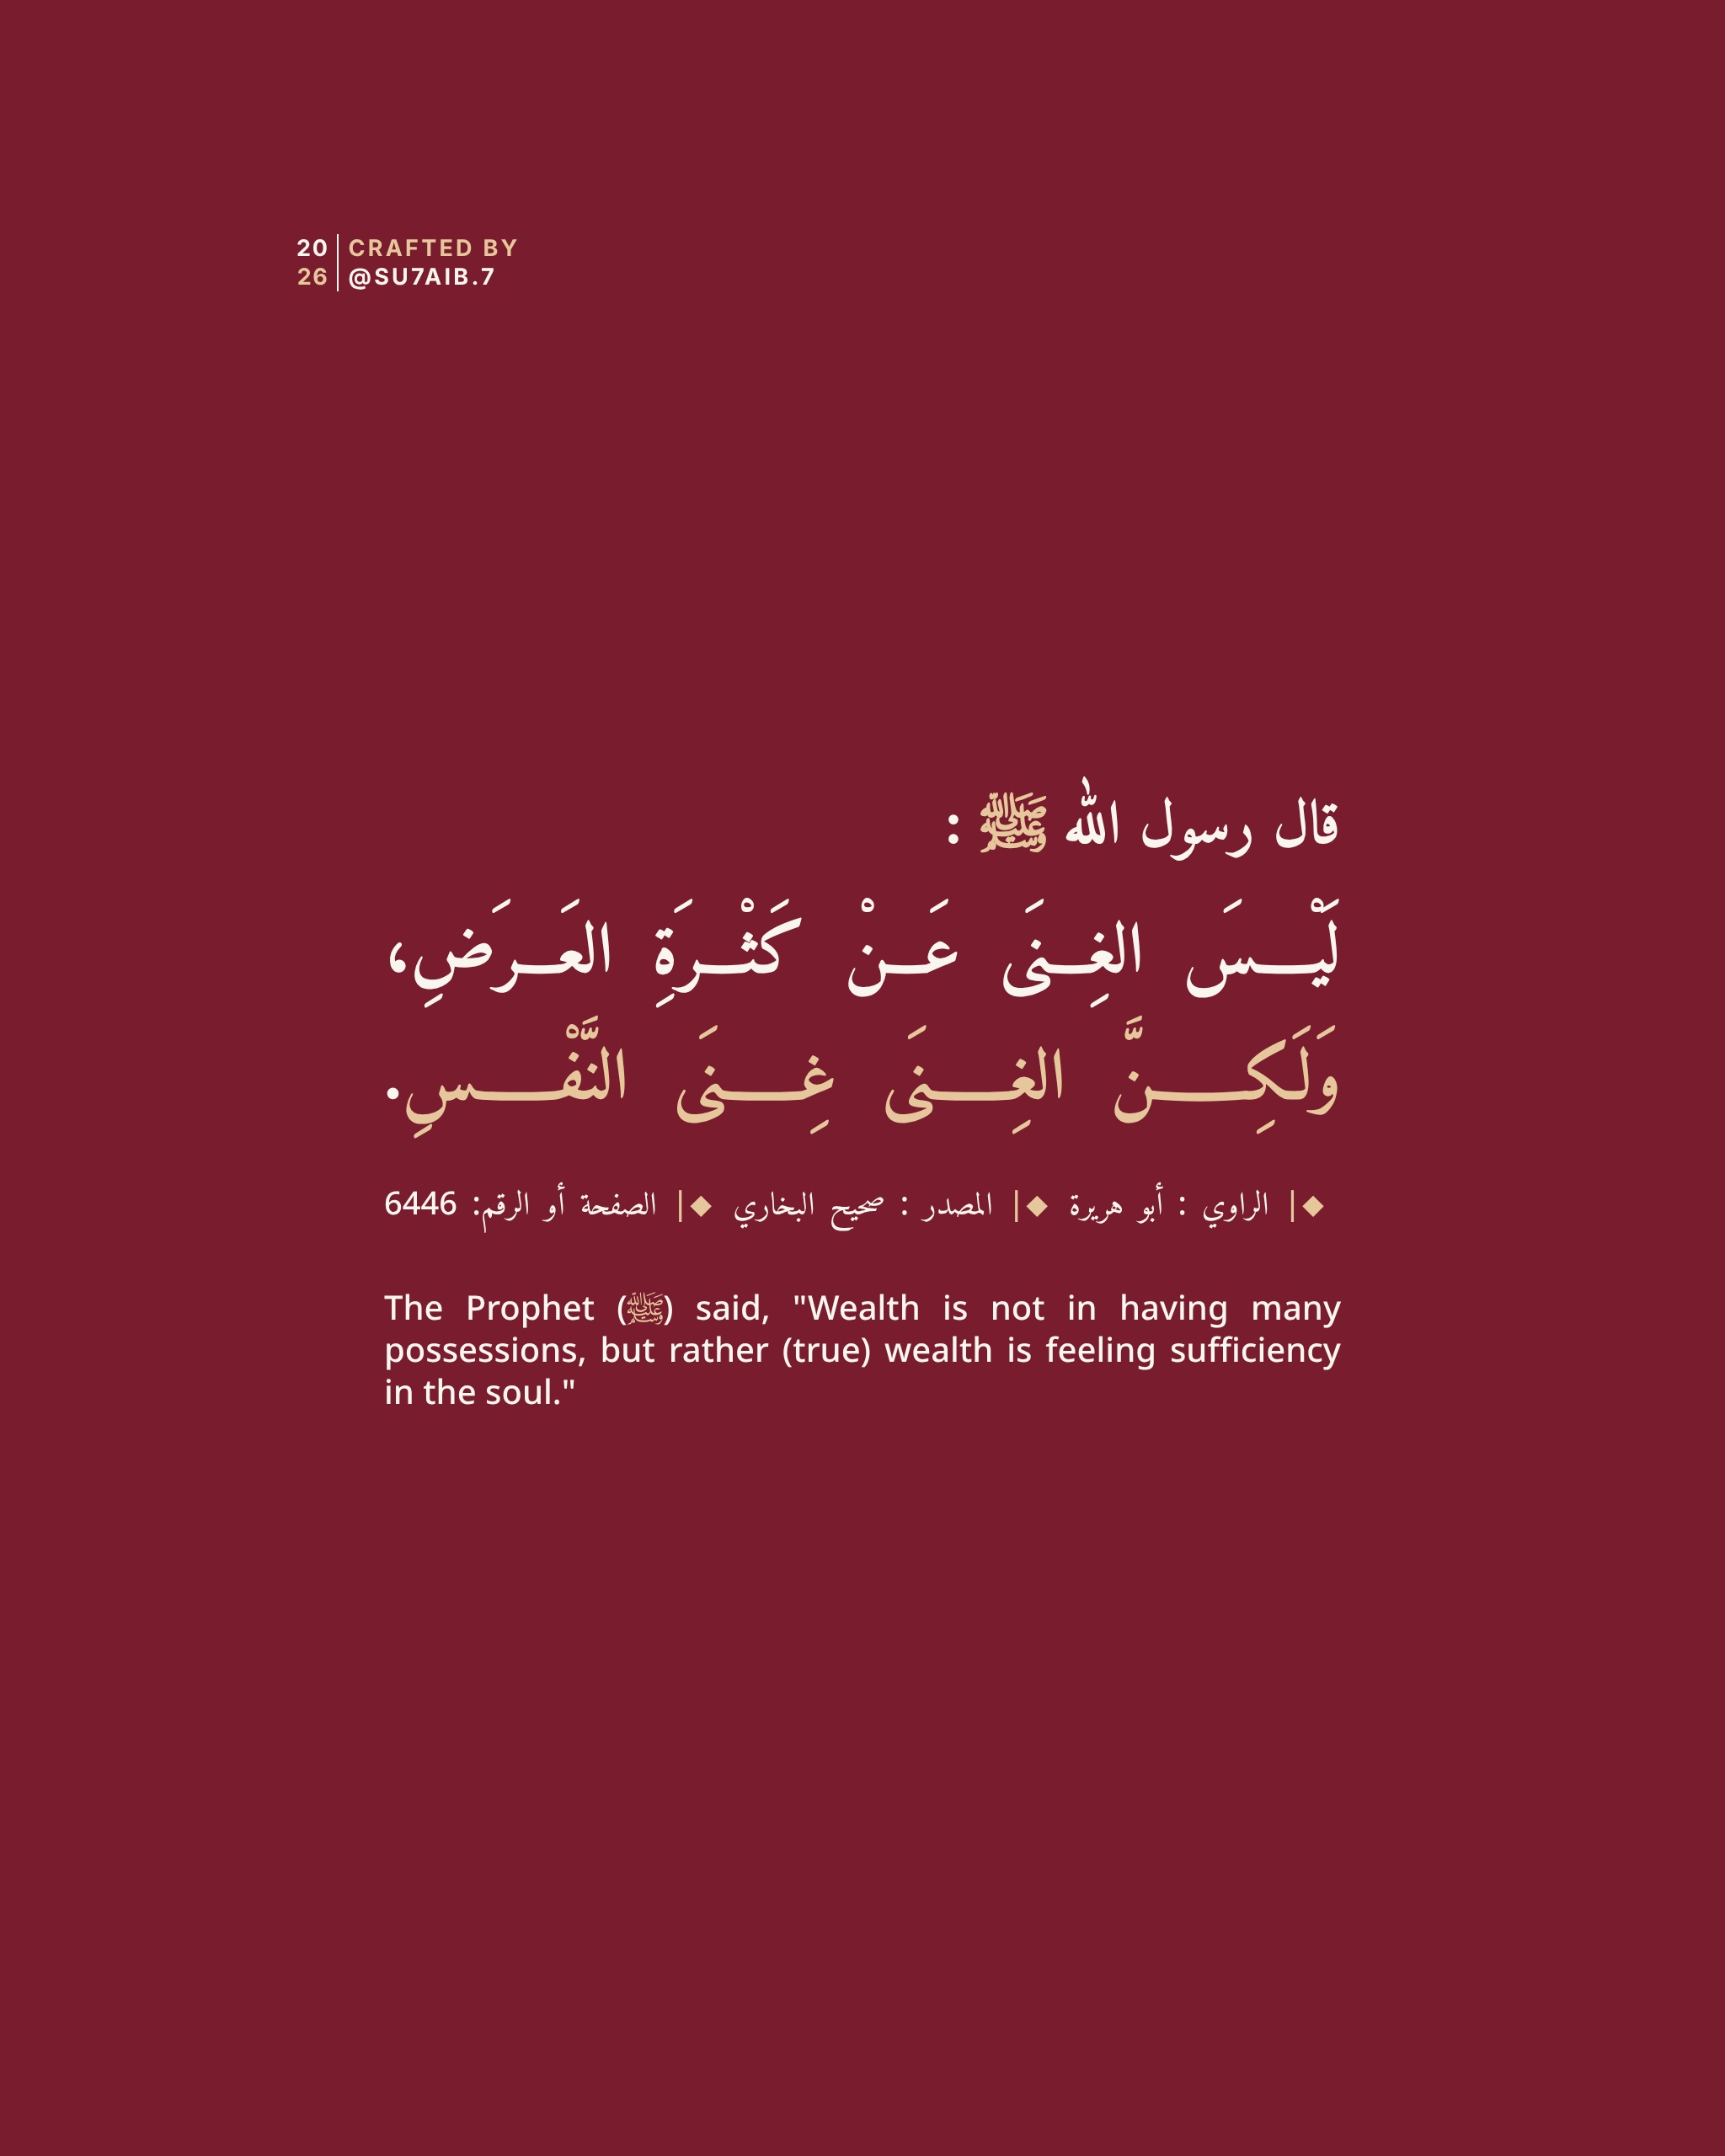 20 | CRAFTED BY
26 | @SU7AIB.7
قال رسول الله ﷺ :
لَيْسَ الغِنَى عَنْ كَثْرَةِ العَرَضِ،
وَلَكِنَّ الغِنَى غِنَى النَّفْسِ.
◆| الراوي : أبو هريرة ◆| المصدر : صحيح البخاري ◆| الصفحة أو الرقم: 6446
The Prophet (ﷺ) said, "Wealth is not in having many
possessions, but rather (true) wealth is feeling sufficiency
in the soul."